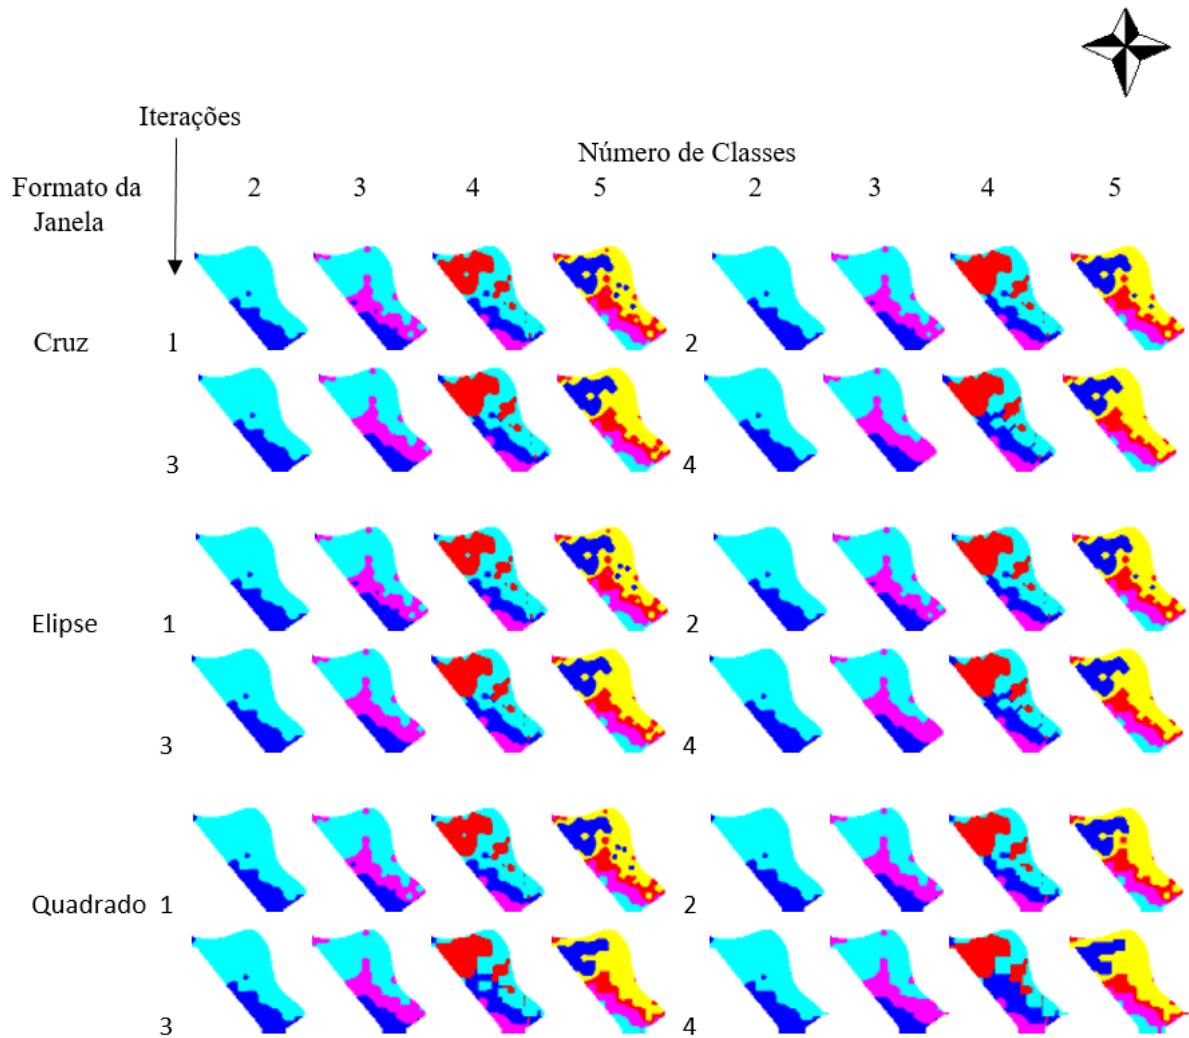 Iterações
Número de Classes
Formato da
Janela
2 3 4 5 2 3 4 5
Cruz 1 2
3 4
Elipse 1 2
3 4
Quadrado 1 2
3 4